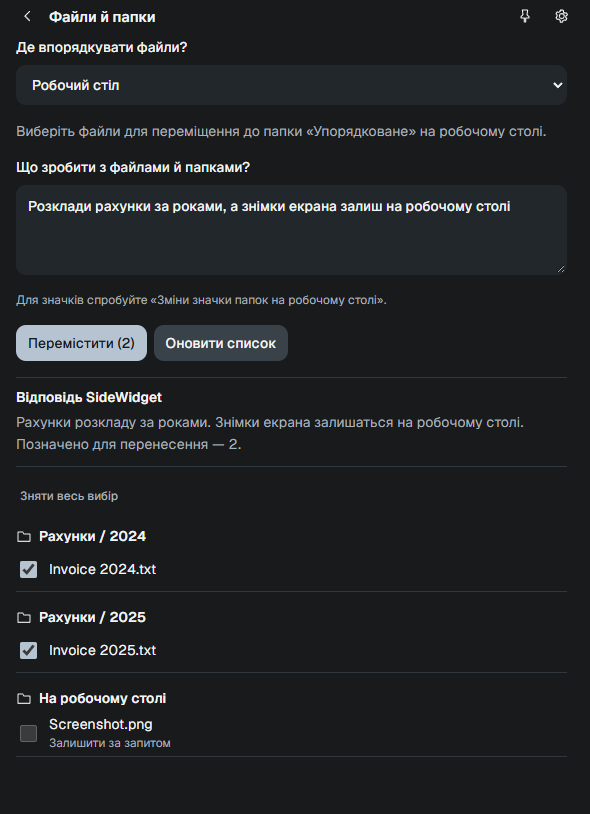 Файли й папки
Де впорядкувати файли?
Робочий стіл
Виберіть файли для переміщення до папки «Упорядковане» на робочому столі.
Що зробити з файлами й папками?
Розклади рахунки за роками, а знімки екрана залиш на робочому столі
Для значків спробуйте «Зміни значки папок на робочому столі».
Перемістити (2)
Оновити список
Відповідь SideWidget
Рахунки розкладу за роками. Знімки екрана залишаться на робочому столі.
Позначено для перенесення — 2.
Зняти весь вибір
Рахунки / 2024
Invoice 2024.txt
Рахунки / 2025
Invoice 2025.txt
На робочому столі
Screenshot.png
Залишити за запитом